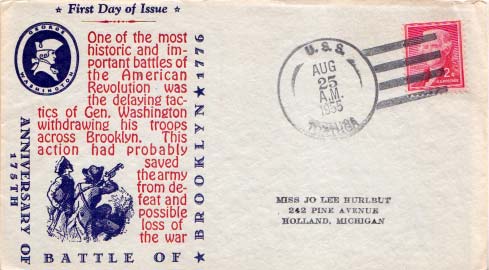 ★ First Day of Issue ★
GEORGE
WASHINGTON
One of the most
historic and im-
portant battles of
the American
Revolution was
the delaying tac-
tics of Gen. Washington
withdrawing his troops
across Brooklyn. This
action had probably
saved
the army
from de-
feat and
possible
loss of
the war
175TH
ANNIVERSARY OF
BATTLE OF
★ BROOKLYN ★ 1776
U.S.S.
AUG
25
A.M.
1955
MISS JO LEE HURLBUT
242 PINE AVENUE
HOLLAND, MICHIGAN